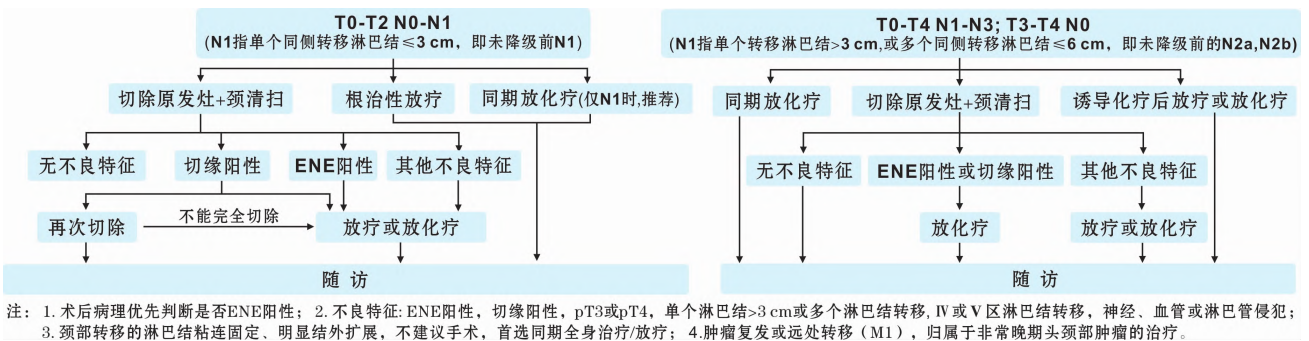 T0-T2 N0-N1
(N1指单个同侧转移淋巴结≤3 cm，即未降级前N1)
切除原发灶+颈清扫
根治性放疗
同期放化疗(仅N1时,推荐)
无不良特征
切缘阳性
ENE阳性
其他不良特征
再次切除
不能完全切除
放疗或放化疗
随 访
T0-T4 N1-N3; T3-T4 N0
(N1指单个转移淋巴结>3 cm,或多个同侧转移淋巴结≤6 cm，即未降级前的N2a,N2b)
同期放化疗
切除原发灶+颈清扫
诱导化疗后放疗或放化疗
无不良特征
ENE阳性或切缘阳性
其他不良特征
放化疗
放疗或放化疗
随 访
注：1.术后病理优先判断是否ENE阳性；2.不良特征:ENE阳性，切缘阳性，pT3或pT4，单个淋巴结>3 cm或多个淋巴结转移,Ⅳ或Ⅴ区淋巴结转移，神经、血管或淋巴管侵犯；
3.颈部转移的淋巴结粘连固定、明显结外扩展，不建议手术，首选同期全身治疗/放疗；4.肿瘤复发或远处转移（M1），归属于非常晚期头颈部肿瘤的治疗。